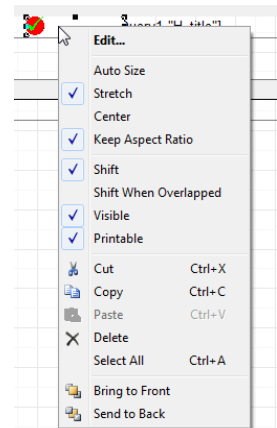 "H_title"]
Edit...
Auto Size
Stretch
Center
Keep Aspect Ratio
Shift
Shift When Overlapped
Visible
Printable
Cut Ctrl+X
Copy Ctrl+C
Paste Ctrl+V
Delete
Select All Ctrl+A
Bring to Front
Send to Back